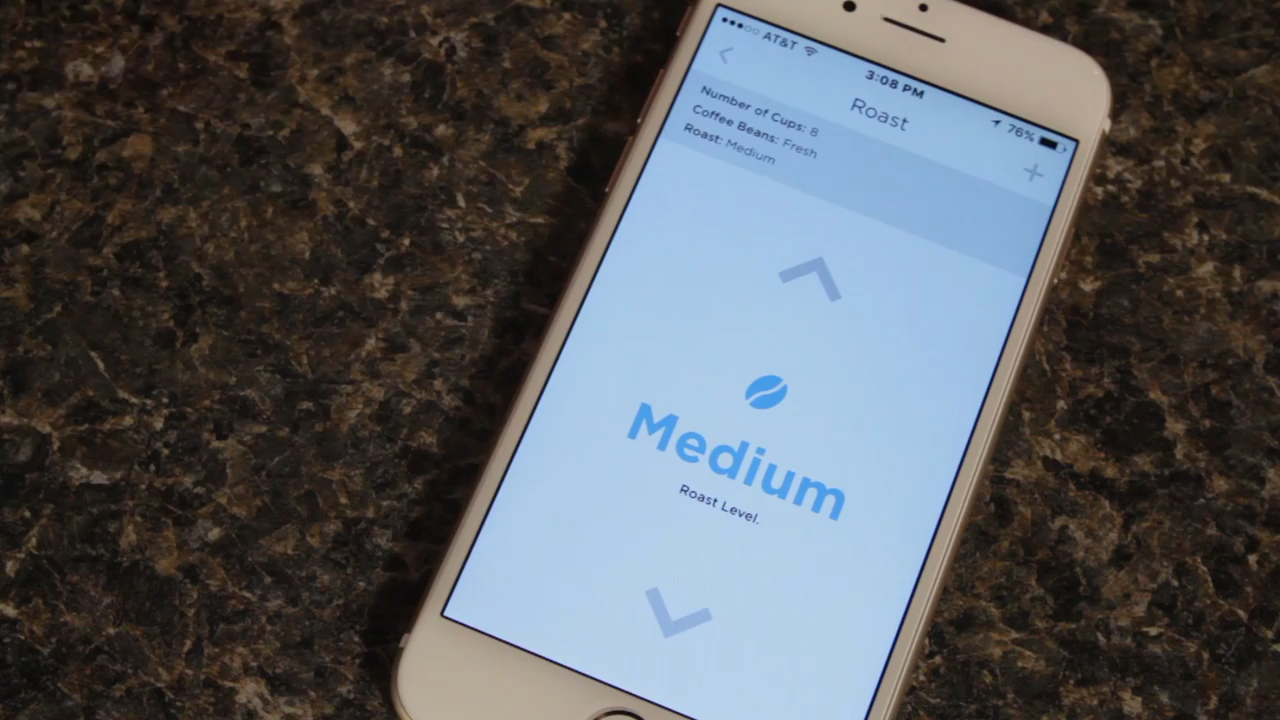 AT&T 3:08 PM 76%
Roast
Number of Cups: 8
Coffee Beans: Fresh
Roast: Medium
Medium
Roast Level.